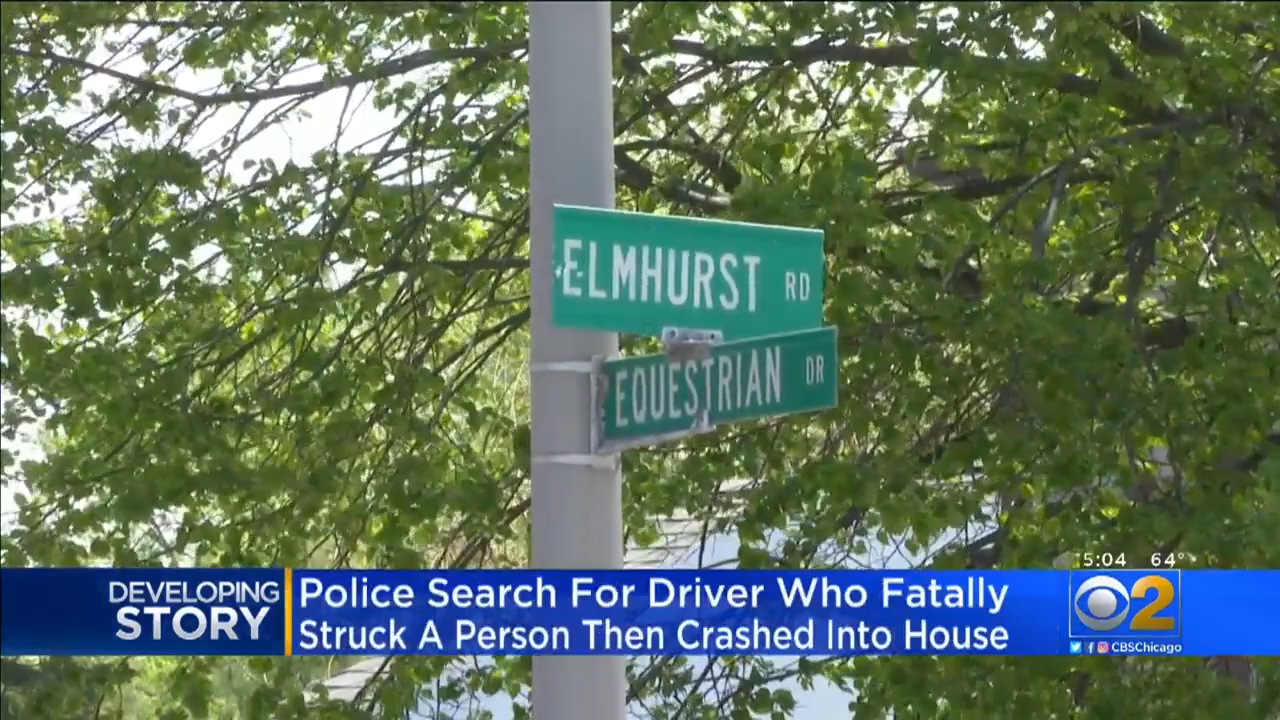 ELMHURST RD
EQUESTRIAN DR
5:04 64°
DEVELOPING
STORY
Police Search For Driver Who Fatally
Struck A Person Then Crashed Into House
2
CBSChicago